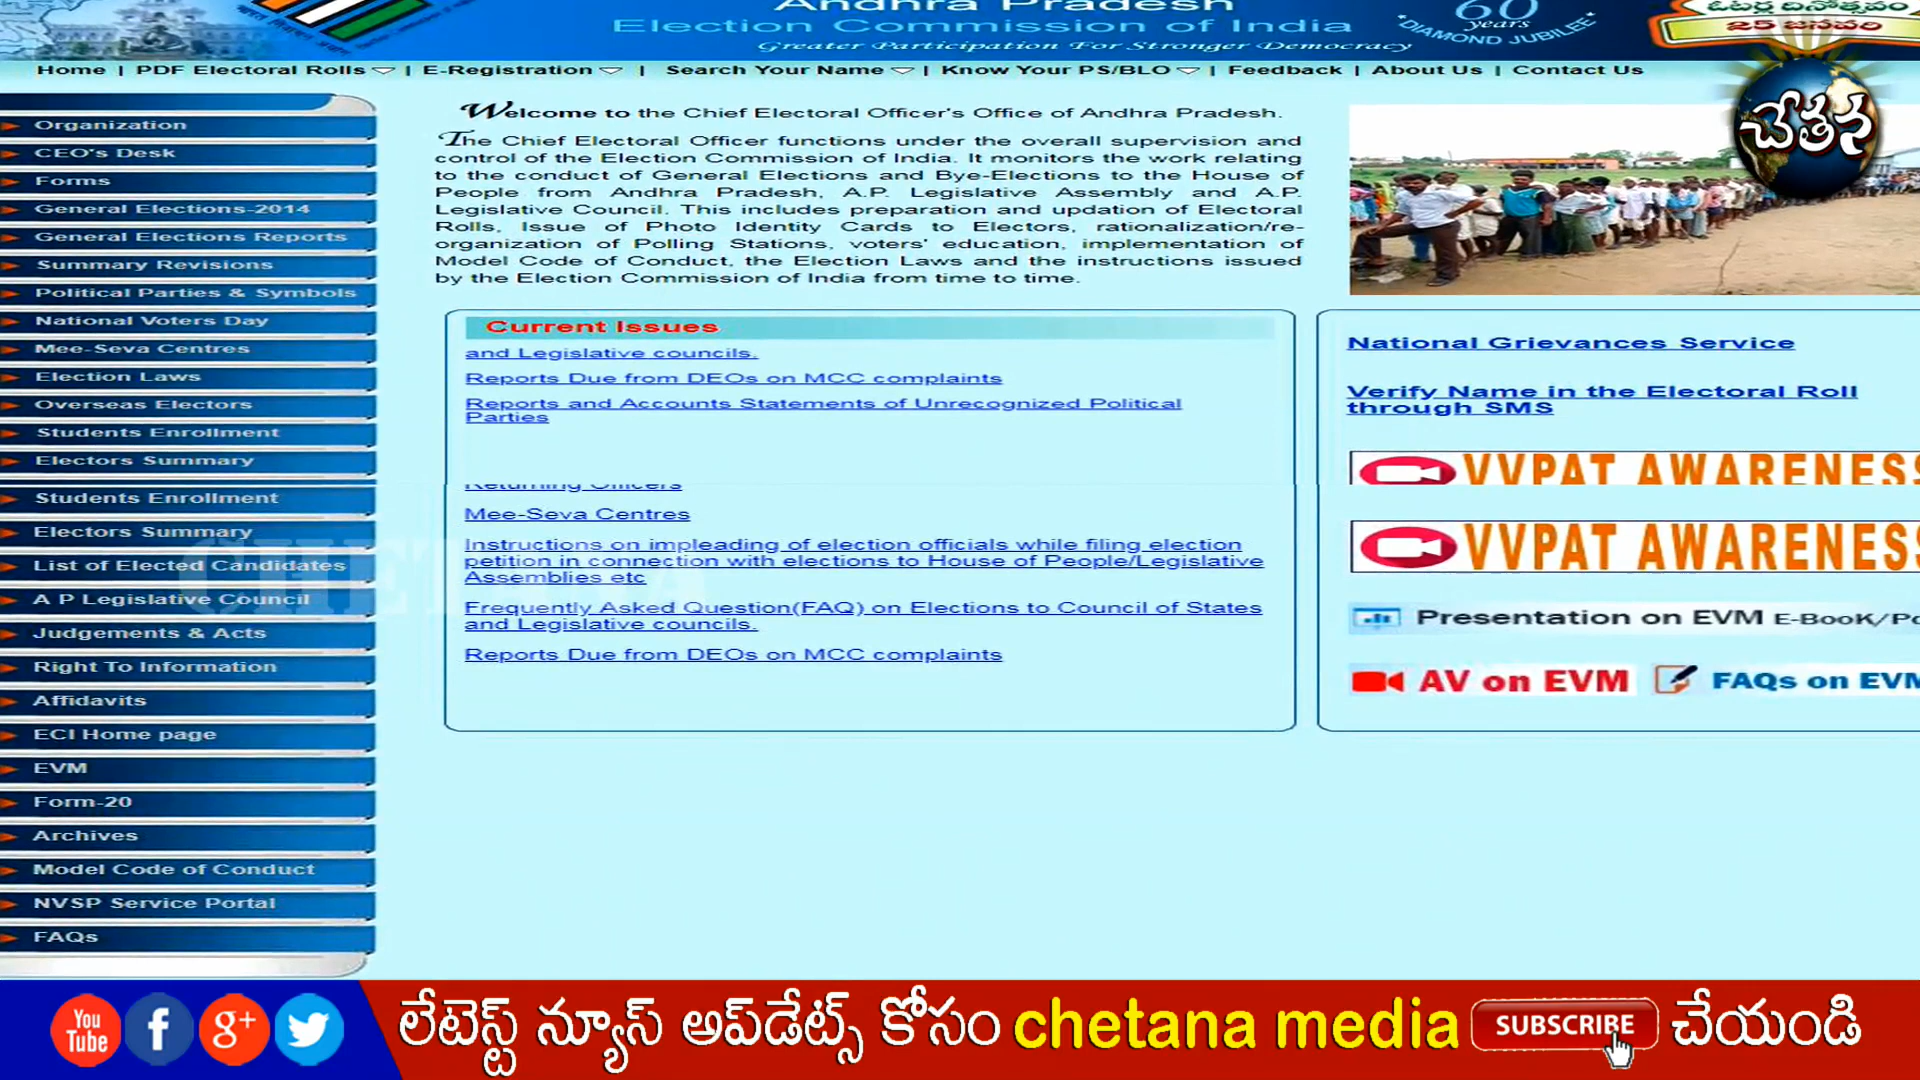 Andhra Pradesh
Election Commission of India
Greater Participation For Stronger Democracy
60
years
DIAMOND JUBILEE
ఓటర్ల దినోత్సవం
25 జనవరి
Home | PDF Electoral Rolls | E-Registration | Search Your Name | Know Your PS/BLO | Feedback | About Us | Contact Us
చేతన
Organization
CEO's Desk
Forms
General Elections-2014
General Elections Reports
Summary Revisions
Political Parties & Symbols
National Voters Day
Mee-Seva Centres
Election Laws
Overseas Electors
Students Enrollment
Electors Summary
Students Enrollment
Electors Summary
List of Elected Candidates
A P Legislative Council
Judgements & Acts
Right To Information
Affidavits
ECI Home page
EVM
Form-20
Archives
Model Code of Conduct
NVSP Service Portal
FAQs
Welcome to the Chief Electoral Officer's Office of Andhra Pradesh.
The Chief Electoral Officer functions under the overall supervision and
control of the Election Commission of India. It monitors the work relating
to the conduct of General Elections and Bye-Elections to the House of
People from Andhra Pradesh, A.P. Legislative Assembly and A.P.
Legislative Council. This includes preparation and updation of Electoral
Rolls, Issue of Photo Identity Cards to Electors, rationalization/re-
organization of Polling Stations, voters' education, implementation of
Model Code of Conduct, the Election Laws and the instructions issued
by the Election Commission of India from time to time.
Current Issues
and Legislative councils.
Reports Due from DEOs on MCC complaints
Reports and Accounts Statements of Unrecognized Political
Parties
Returning Officers
Mee-Seva Centres
Instructions on impleading of election officials while filing election
petition in connection with elections to House of People/Legislative
Assemblies etc
Frequently Asked Question(FAQ) on Elections to Council of States
and Legislative councils.
Reports Due from DEOs on MCC complaints
National Grievances Service
Verify Name in the Electoral Roll
through SMS
VVPAT AWARENESS
VVPAT AWARENESS
Presentation on EVM E-BooK/
AV on EVM FAQs on EVM
You
Tube
f
g+
లేటెస్ట్ న్యూస్ అప్‌డేట్స్ కోసం chetana media SUBSCRIBE చేయండి